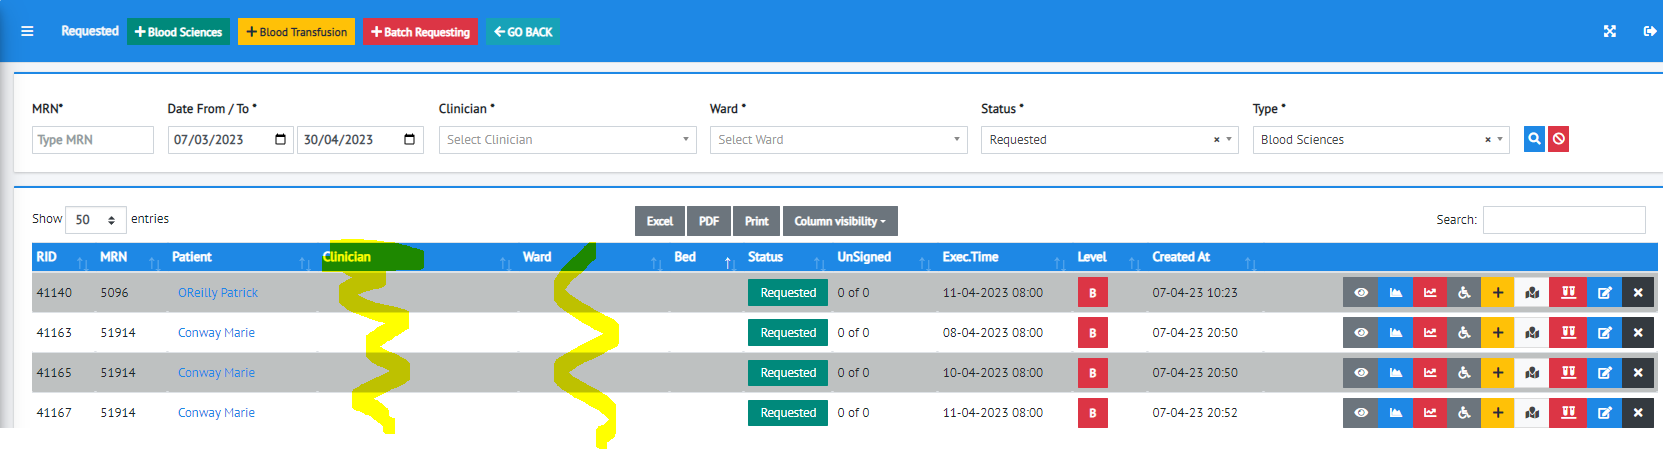 Requested Blood Sciences Blood Transfusion Batch Requesting GO BACK
MRN* Date From / To * Clinician * Ward * Status * Type *
Type MRN 07/03/2023 30/04/2023 Select Clinician Select Ward Requested × Blood Sciences ×
Show 50 entries Excel PDF Print Column visibility Search:
RID MRN Patient Clinician Ward Bed Status UnSigned Exec.Time Level Created At
41140 5096 OReilly Patrick Requested 0 of 0 11-04-2023 08:00 B 07-04-23 10:23
41163 51914 Conway Marie Requested 0 of 0 08-04-2023 08:00 B 07-04-23 20:50
41165 51914 Conway Marie Requested 0 of 0 10-04-2023 08:00 B 07-04-23 20:50
41167 51914 Conway Marie Requested 0 of 0 11-04-2023 08:00 B 07-04-23 20:52